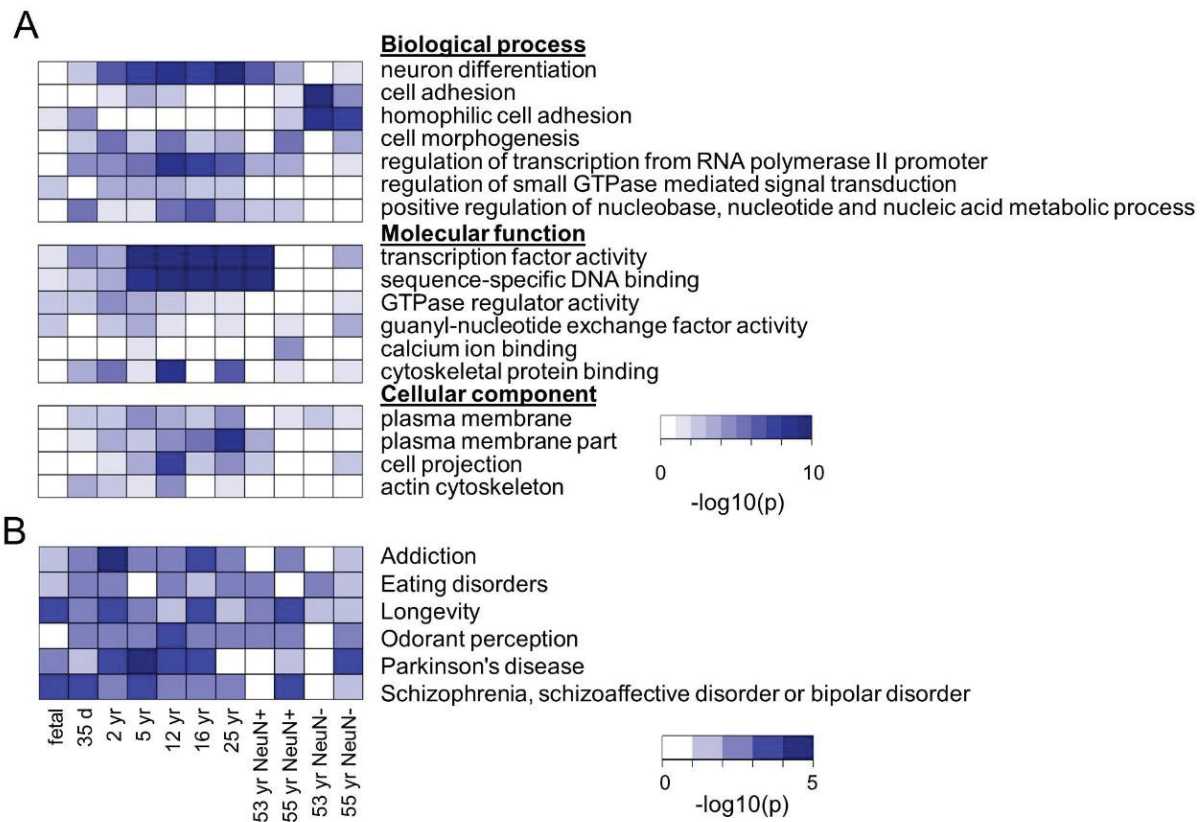 A
Biological process
neuron differentiation
cell adhesion
homophilic cell adhesion
cell morphogenesis
regulation of transcription from RNA polymerase II promoter
regulation of small GTPase mediated signal transduction
positive regulation of nucleobase, nucleotide and nucleic acid metabolic process
Molecular function
transcription factor activity
sequence-specific DNA binding
GTPase regulator activity
guanyl-nucleotide exchange factor activity
calcium ion binding
cytoskeletal protein binding
Cellular component
plasma membrane
plasma membrane part
cell projection
actin cytoskeleton
0 10
-log10(p)
B
Addiction
Eating disorders
Longevity
Odorant perception
Parkinson's disease
Schizophrenia, schizoaffective disorder or bipolar disorder
fetal
35 d
2 yr
5 yr
12 yr
16 yr
25 yr
53 yr NeuN+
55 yr NeuN+
53 yr NeuN-
55 yr NeuN-
0 5
-log10(p)